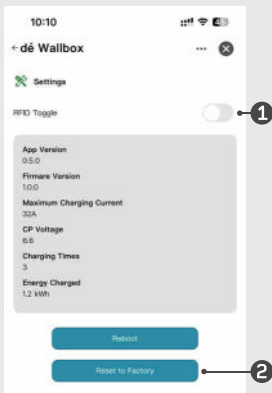 10:10
←dé Wallbox
Settings
RFID Toggle
1
App Version
0.5.0
Firmare Version
1.0.0
Maximum Charging Current
32A
CP Voltage
6.6
Charging Times
3
Energy Charged
1.2 kWh
Reboot
Reset to Factory
2